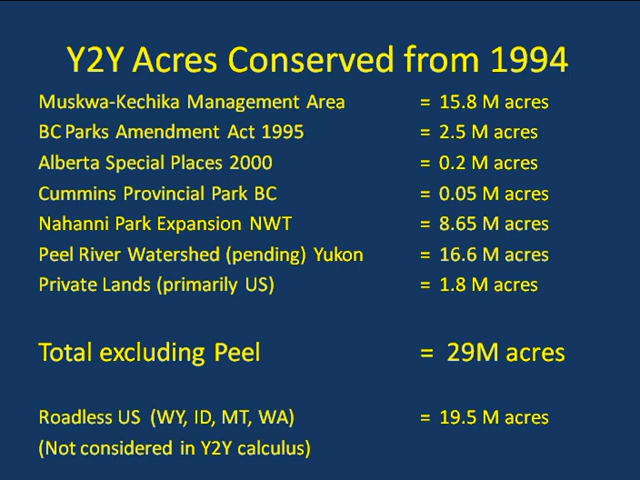 Y2Y Acres Conserved from 1994
Muskwa-Kechika Management Area = 15.8 M acres
BC Parks Amendment Act 1995 = 2.5 M acres
Alberta Special Places 2000 = 0.2 M acres
Cummins Provincial Park BC = 0.05 M acres
Nahanni Park Expansion NWT = 8.65 M acres
Peel River Watershed (pending) Yukon = 16.6 M acres
Private Lands (primarily US) = 1.8 M acres
Total excluding Peel = 29M acres
Roadless US (WY, ID, MT, WA) = 19.5 M acres
(Not considered in Y2Y calculus)